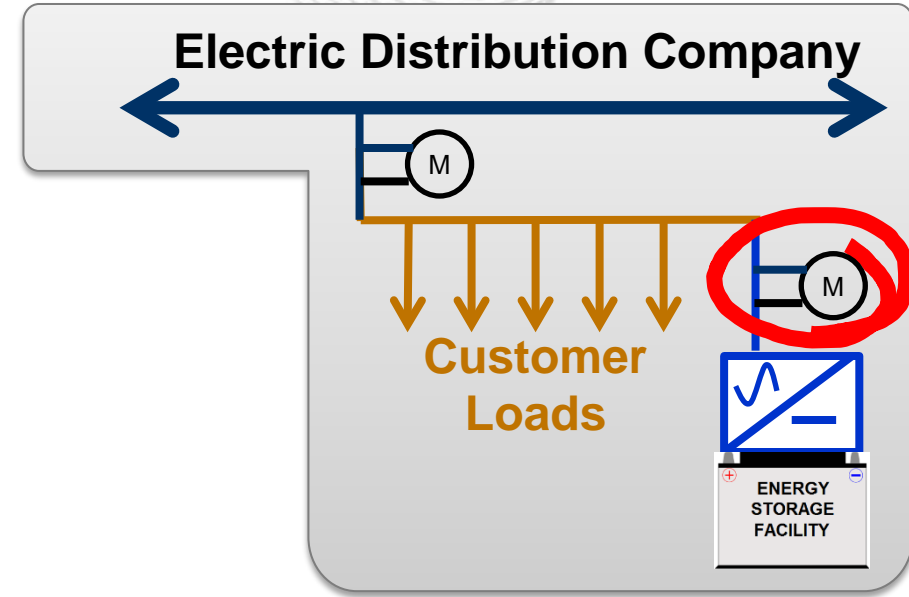 Electric Distribution Company
M
M
Customer
Loads
+
−
ENERGY
STORAGE
FACILITY